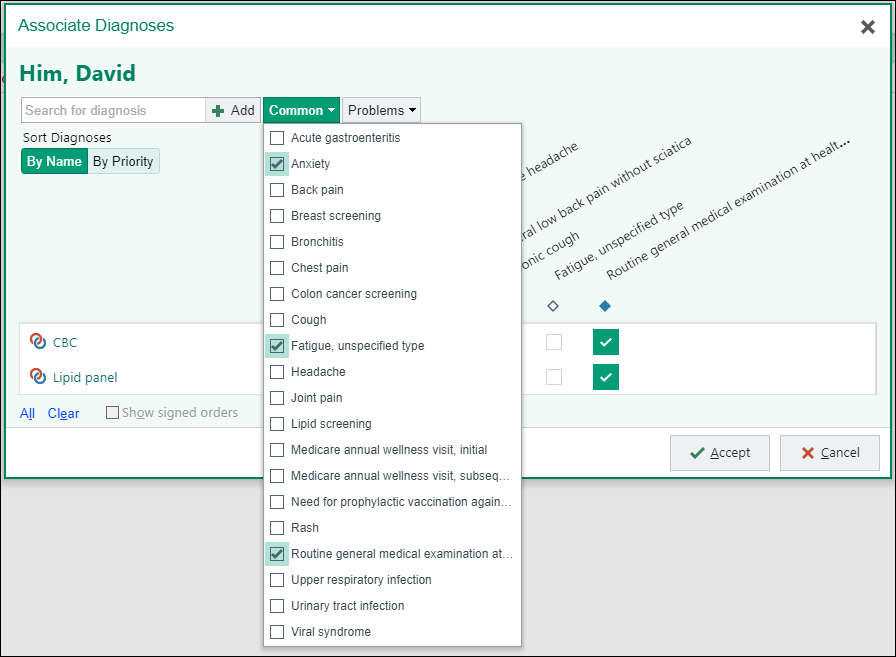 Associate Diagnoses
Him, David
Search for diagnosis
Add
Common
Problems
Sort Diagnoses
By Name
By Priority
Acute gastroenteritis
Anxiety
Back pain
Breast screening
Bronchitis
Chest pain
Colon cancer screening
Cough
Fatigue, unspecified type
Headache
Joint pain
Lipid screening
Medicare annual wellness visit, initial
Medicare annual wellness visit, subseq...
Need for prophylactic vaccination again...
Rash
Routine general medical examination at...
Upper respiratory infection
Urinary tract infection
Viral syndrome
headache
low back pain without sciatica
cough
Fatigue, unspecified type
Routine general medical examination at healt...
CBC
Lipid panel
All Clear
Show signed orders
Accept
Cancel